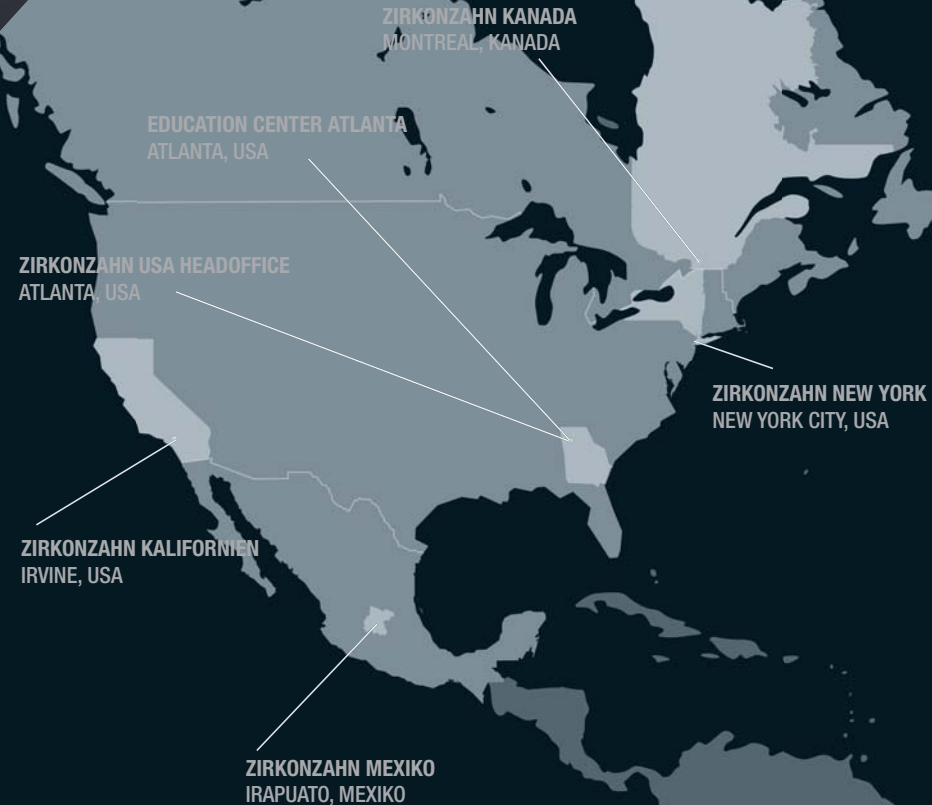 ZIRKONZAHN KANADA
MONTREAL, KANADA
EDUCATION CENTER ATLANTA
ATLANTA, USA
ZIRKONZAHN USA HEADOFFICE
ATLANTA, USA
ZIRKONZAHN NEW YORK
NEW YORK CITY, USA
ZIRKONZAHN KALIFORNIEN
IRVINE, USA
ZIRKONZAHN MEXIKO
IRAPUATO, MEXIKO